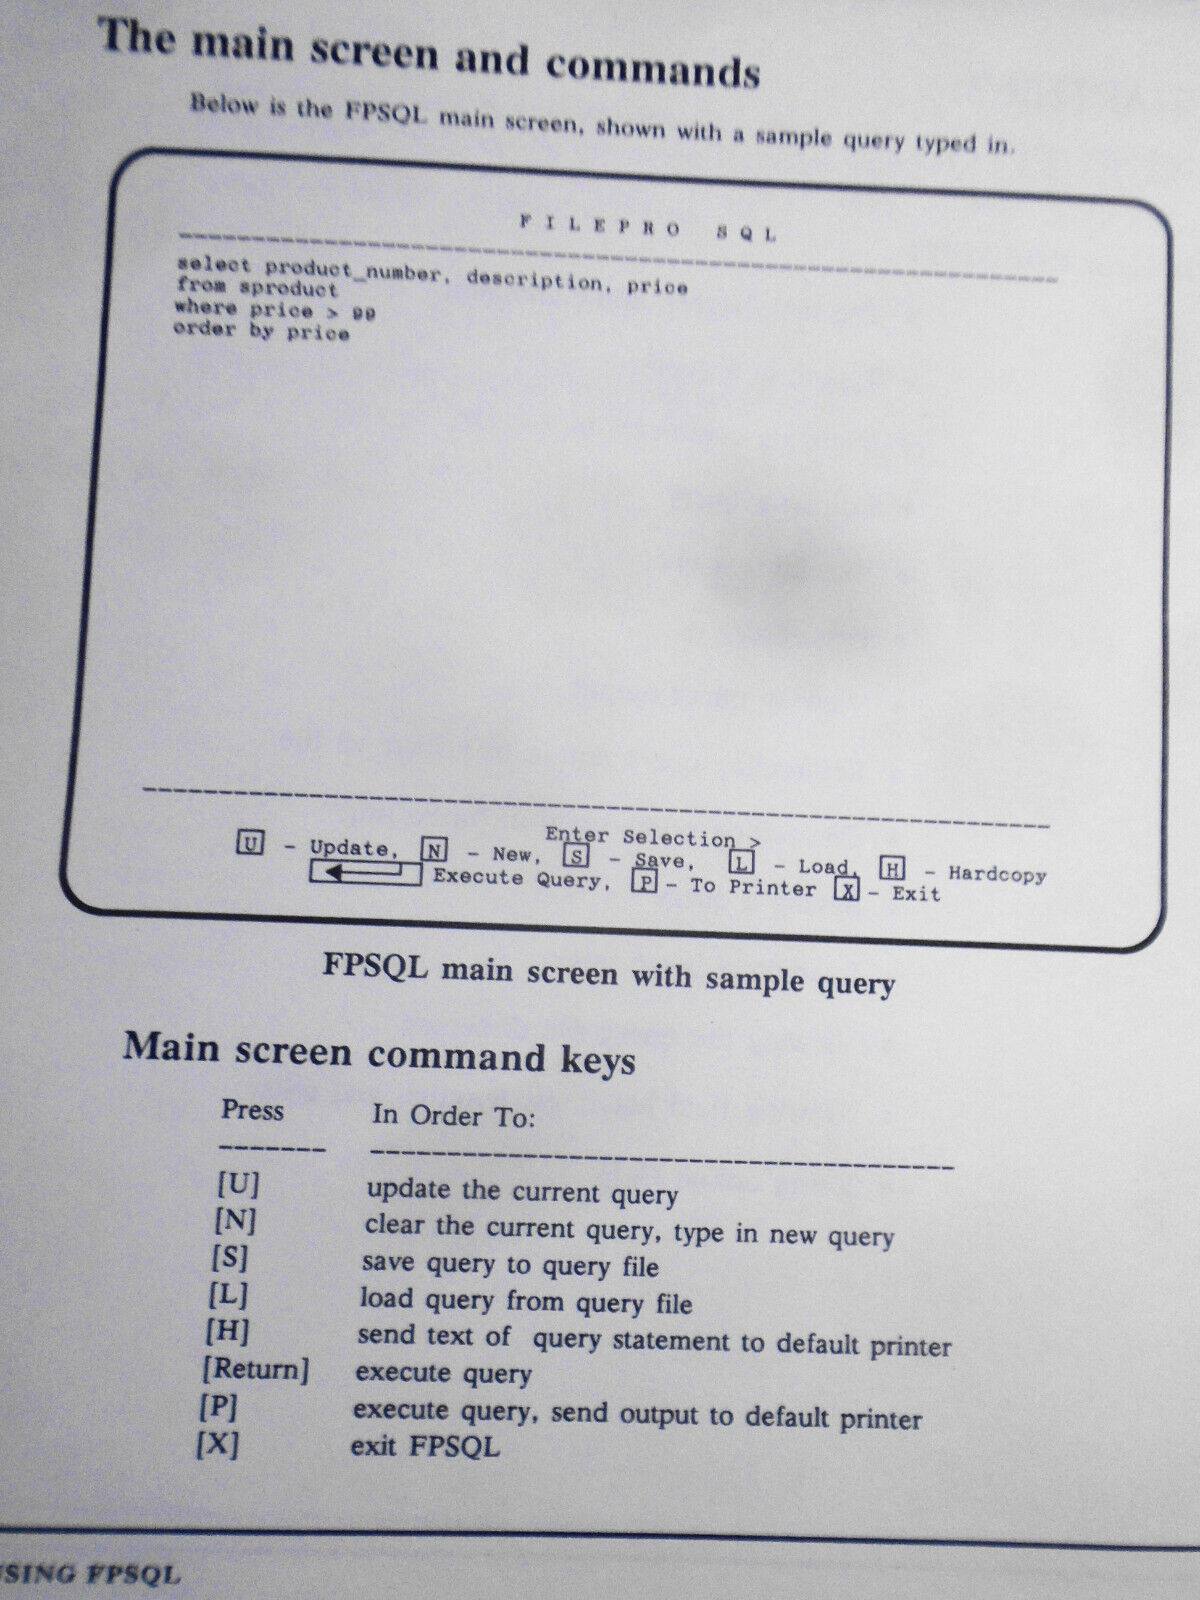 The main screen and commands
Below is the FPSQL main screen, shown with a sample query typed in.
F I L E P R O   S Q L
select product_number, description, price
from sproduct
where price > 99
order by price
Enter Selection >
U - Update, N - New, S - Save, L - Load, H - Hardcopy
Execute Query, P - To Printer X - Exit
FPSQL main screen with sample query
Main screen command keys
Press In Order To:
[U] update the current query
[N] clear the current query, type in new query
[S] save query to query file
[L] load query from query file
[H] send text of query statement to default printer
[Return] execute query
[P] execute query, send output to default printer
[X] exit FPSQL
USING FPSQL